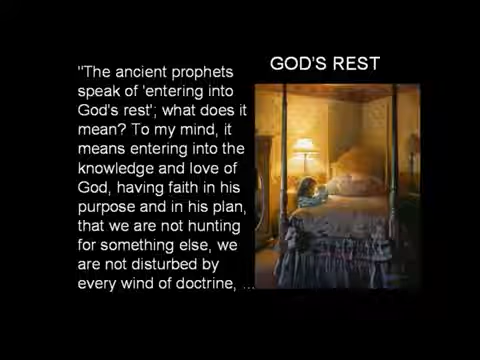 GOD'S REST
"The ancient prophets
speak of 'entering into
God's rest'; what does it
mean? To my mind, it
means entering into the
knowledge and love of
God, having faith in his
purpose and in his plan,
that we are not hunting
for something else, we
are not disturbed by
every wind of doctrine, ...